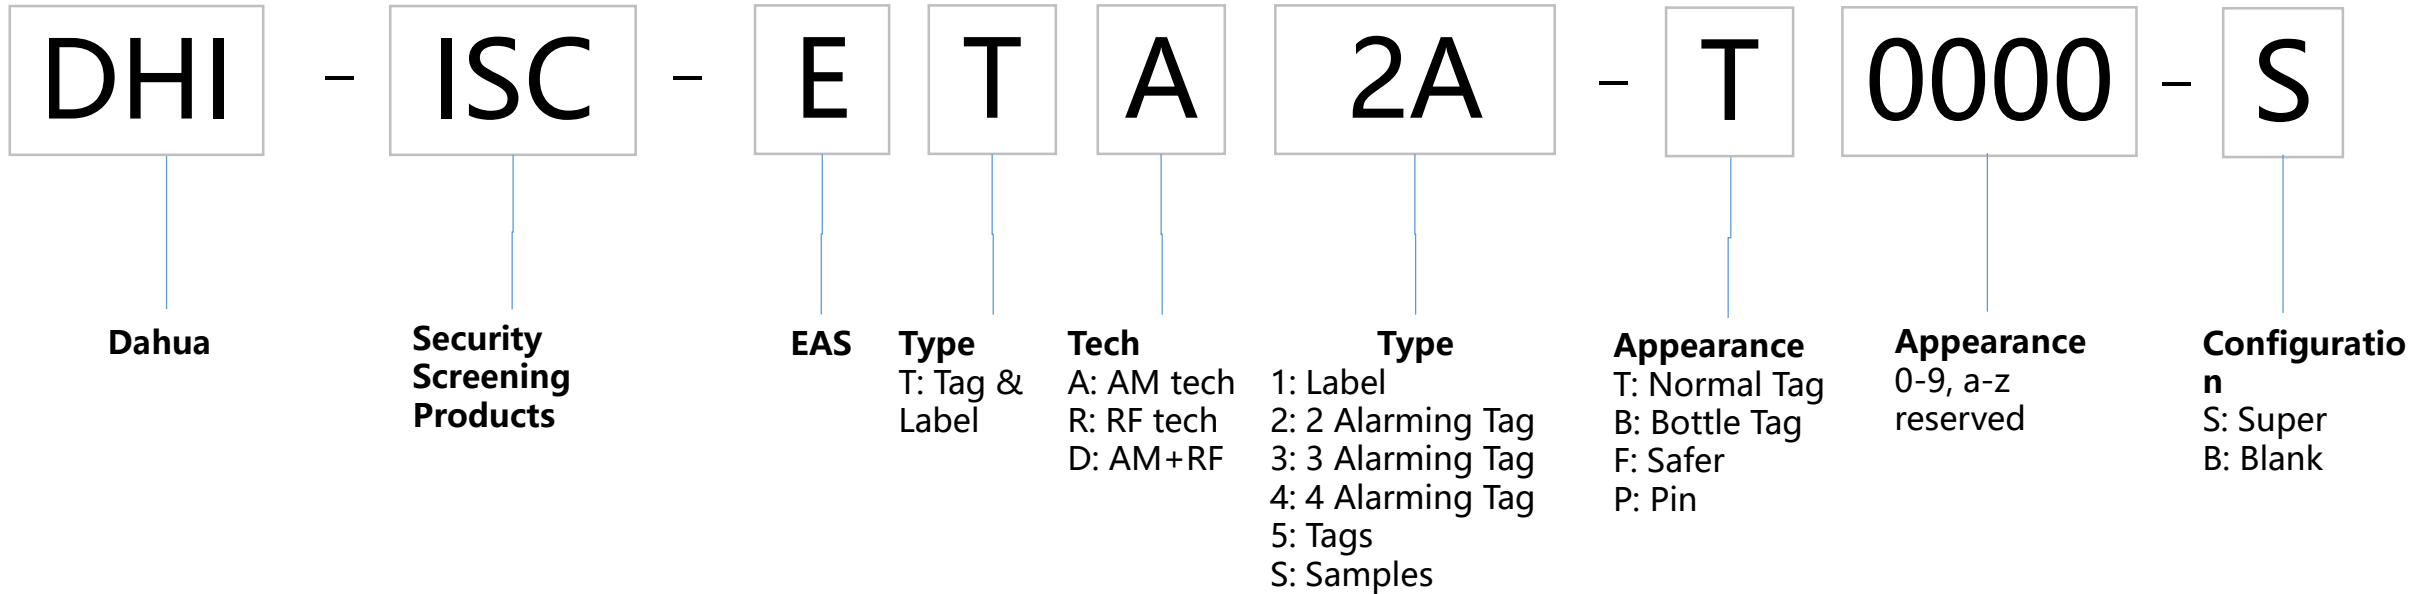 DHI – ISC – E T A 2A – T 0000 – S
Dahua
Security
Screening
Products
EAS
Type
T: Tag &
Label
Tech
A: AM tech
R: RF tech
D: AM+RF
Type
1: Label
2: 2 Alarming Tag
3: 3 Alarming Tag
4: 4 Alarming Tag
5: Tags
S: Samples
Appearance
T: Normal Tag
B: Bottle Tag
F: Safer
P: Pin
Appearance
0-9, a-z
reserved
Configuratio
n
S: Super
B: Blank